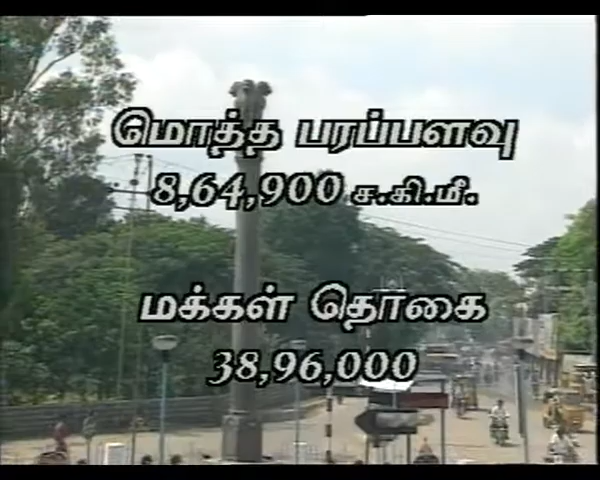 மொத்த பரப்பளவு
8,64,900 ச.கி.மீ.
மக்கள் தொகை
38,96,000